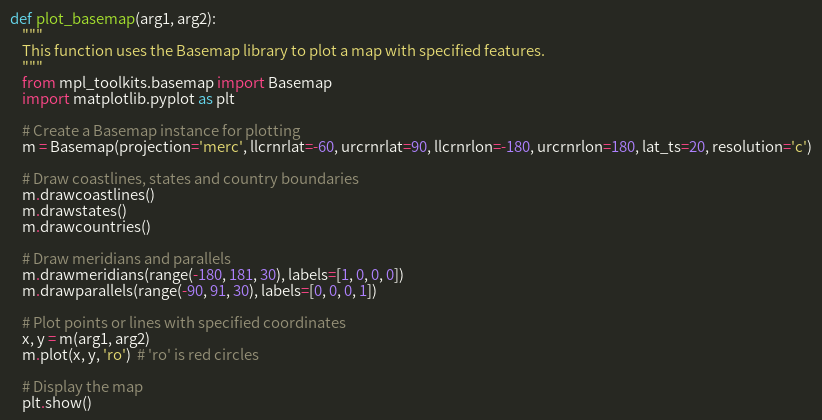 def plot_basemap(arg1, arg2):
    """
    This function uses the Basemap library to plot a map with specified features.
    """
    from mpl_toolkits.basemap import Basemap
    import matplotlib.pyplot as plt

    # Create a Basemap instance for plotting
    m = Basemap(projection='merc', llcrnrlat=-60, urcrnrlat=90, llcrnrlon=-180, urcrnrlon=180, lat_ts=20, resolution='c')

    # Draw coastlines, states and country boundaries
    m.drawcoastlines()
    m.drawstates()
    m.drawcountries()

    # Draw meridians and parallels
    m.drawmeridians(range(-180, 181, 30), labels=[1, 0, 0, 0])
    m.drawparallels(range(-90, 91, 30), labels=[0, 0, 0, 1])

    # Plot points or lines with specified coordinates
    x, y = m(arg1, arg2)
    m.plot(x, y, 'ro')  # 'ro' is red circles

    # Display the map
    plt.show()